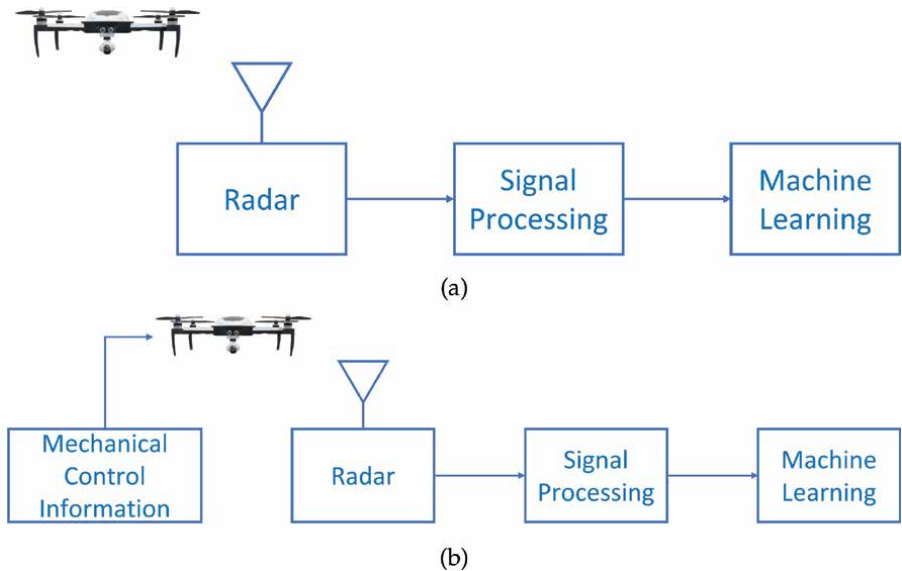 Radar
Signal
Processing
Machine
Learning
(a)
Mechanical
Control
Information
Radar
Signal
Processing
Machine
Learning
(b)